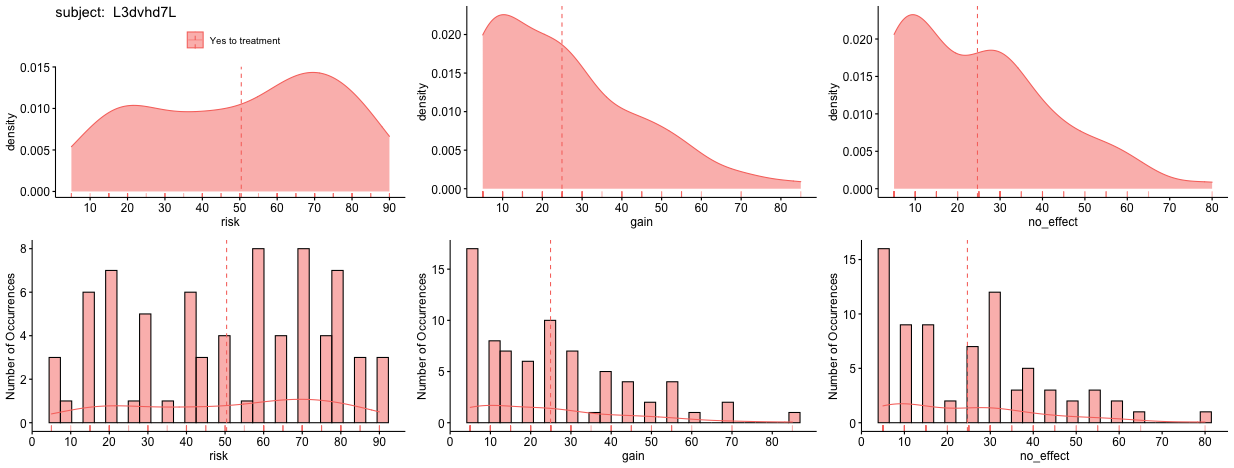 subject: L3dvhd7L
Yes to treatment
density
0.015
0.010
0.005
0.000
10 20 30 40 50 60 70 80 90
risk
density
0.020
0.015
0.010
0.005
0.000
10 20 30 40 50 60 70 80
gain
density
0.020
0.015
0.010
0.005
0.000
10 20 30 40 50 60 70 80
no_effect
Number of Occurrences
8
6
4
2
0
0 10 20 30 40 50 60 70 80 90
risk
Number of Occurrences
15
10
5
0
0 20 40 60 80
gain
Number of Occurrences
15
10
5
0
0 10 20 30 40 50 60 70 80
no_effect